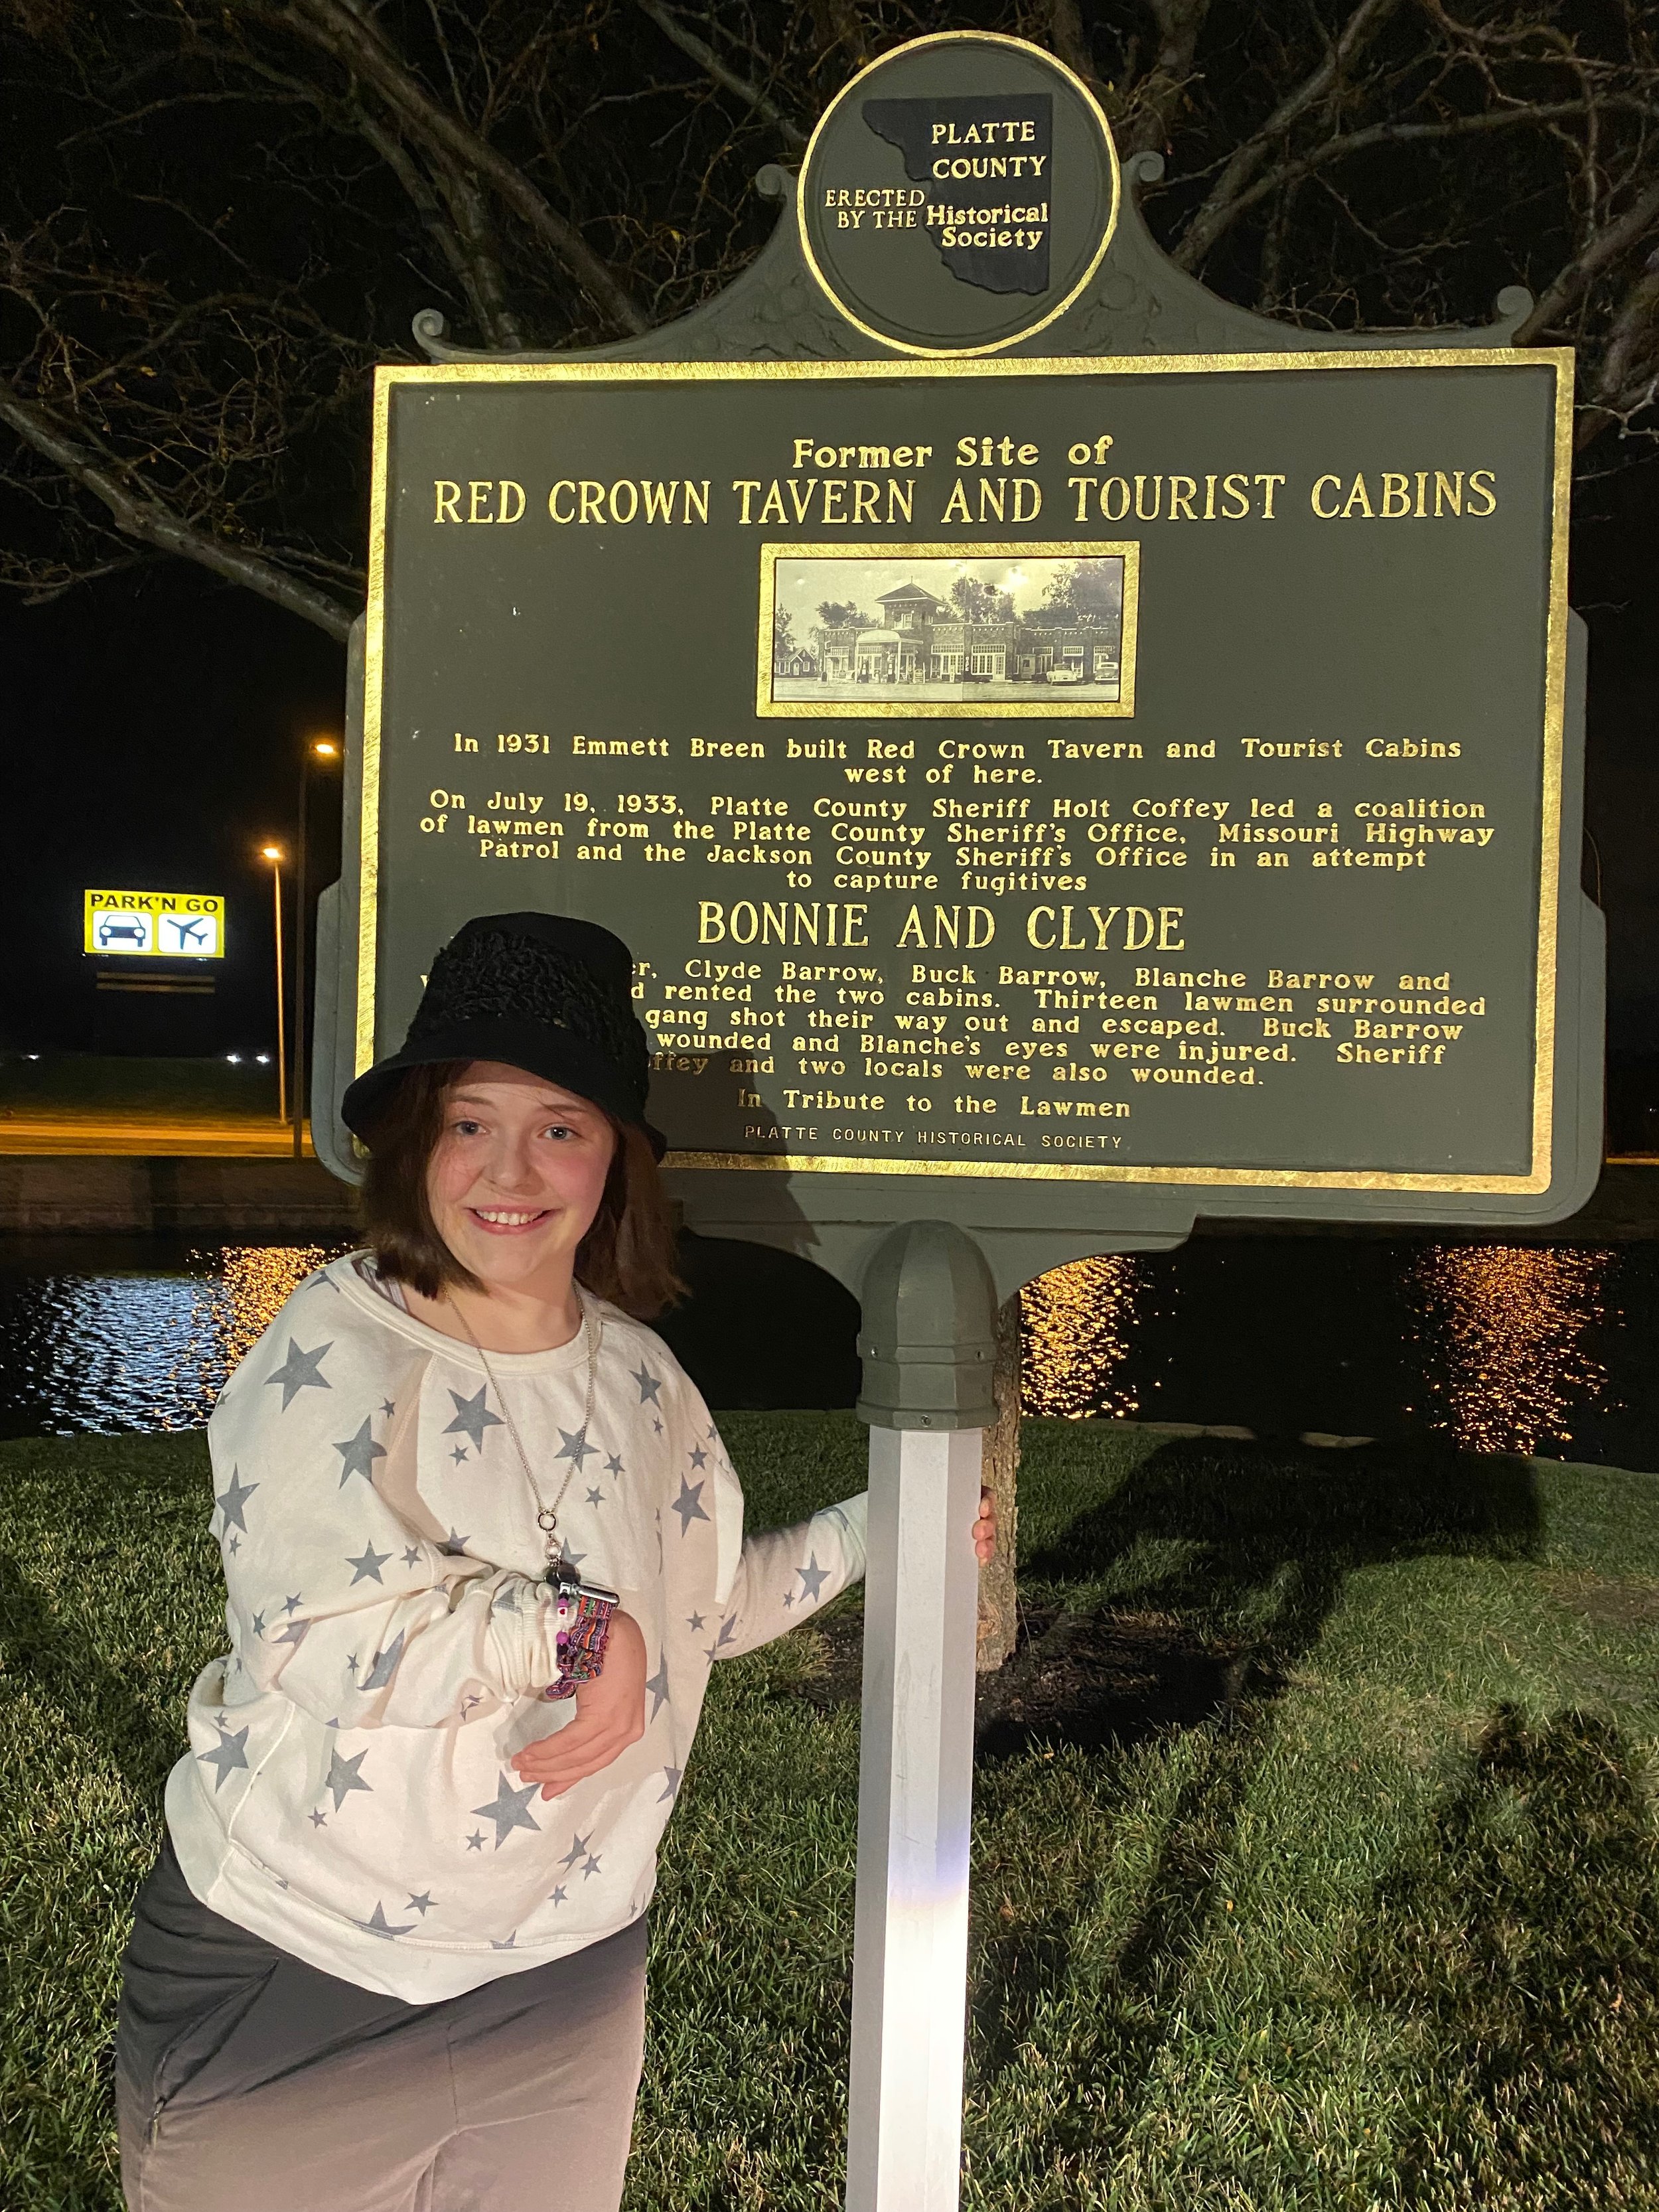 PLATTE
COUNTY
ERECTED
BY THE Historical
Society
Former Site of
RED CROWN TAVERN AND TOURIST CABINS
In 1931 Emmett Breen built Red Crown Tavern and Tourist Cabins
west of here.
On July 19, 1933, Platte County Sheriff Holt Coffey led a coalition
of lawmen from the Platte County Sheriff's Office, Missouri Highway
Patrol and the Jackson County Sheriff's Office in an attempt
to capture fugitives
BONNIE AND CLYDE
Clyde Barrow, Buck Barrow, Blanche Barrow and
rented the two cabins. Thirteen lawmen surrounded
gang shot their way out and escaped. Buck Barrow
wounded and Blanche's eyes were injured. Sheriff
and two locals were also wounded.
In Tribute to the Lawmen
PLATTE COUNTY HISTORICAL SOCIETY
PARK'N GO